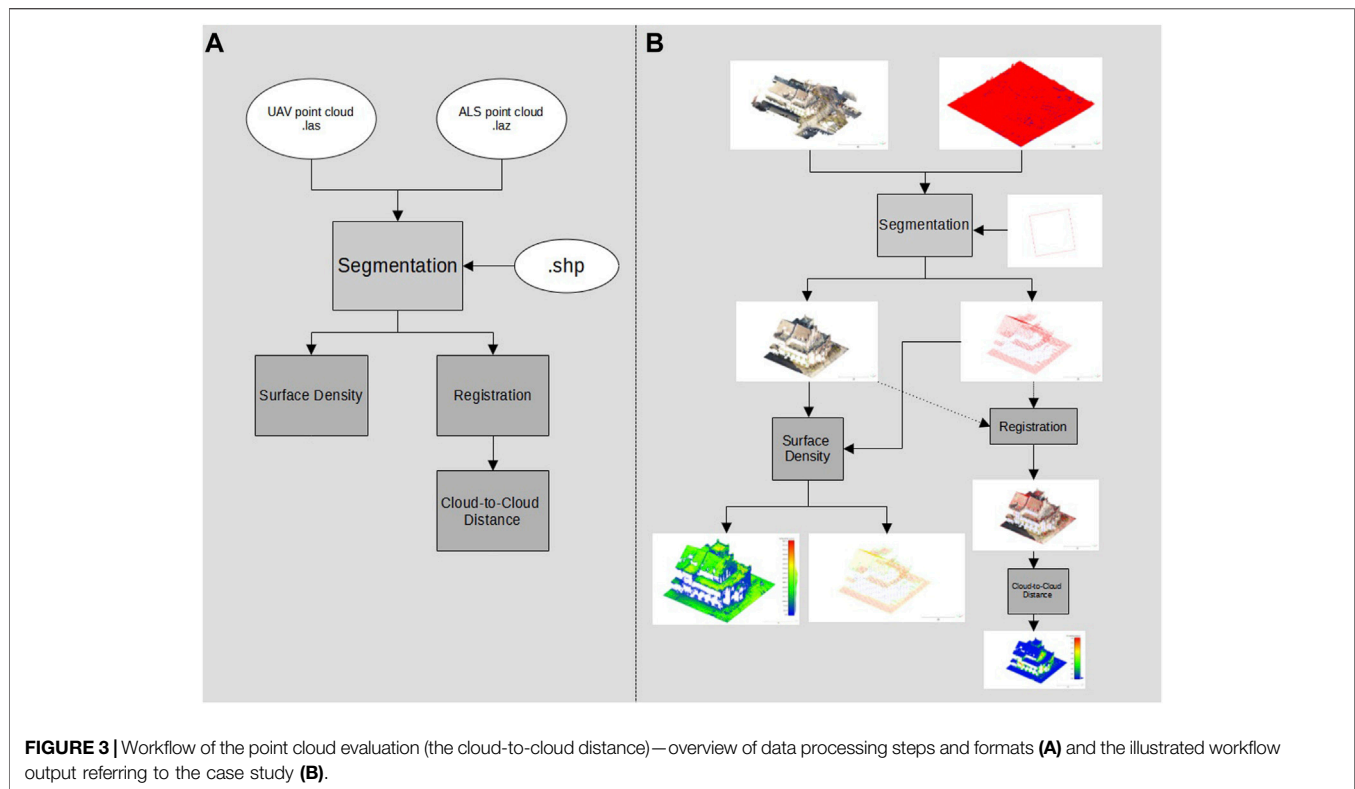 A
UAV point cloud
.las
ALS point cloud
.laz
Segmentation
.shp
Surface Density
Registration
Cloud-to-Cloud
Distance
B
Segmentation
Surface
Density
Registration
Cloud-to-Cloud
Distance
FIGURE 3 | Workflow of the point cloud evaluation (the cloud-to-cloud distance)—overview of data processing steps and formats (A) and the illustrated workflow
output referring to the case study (B).